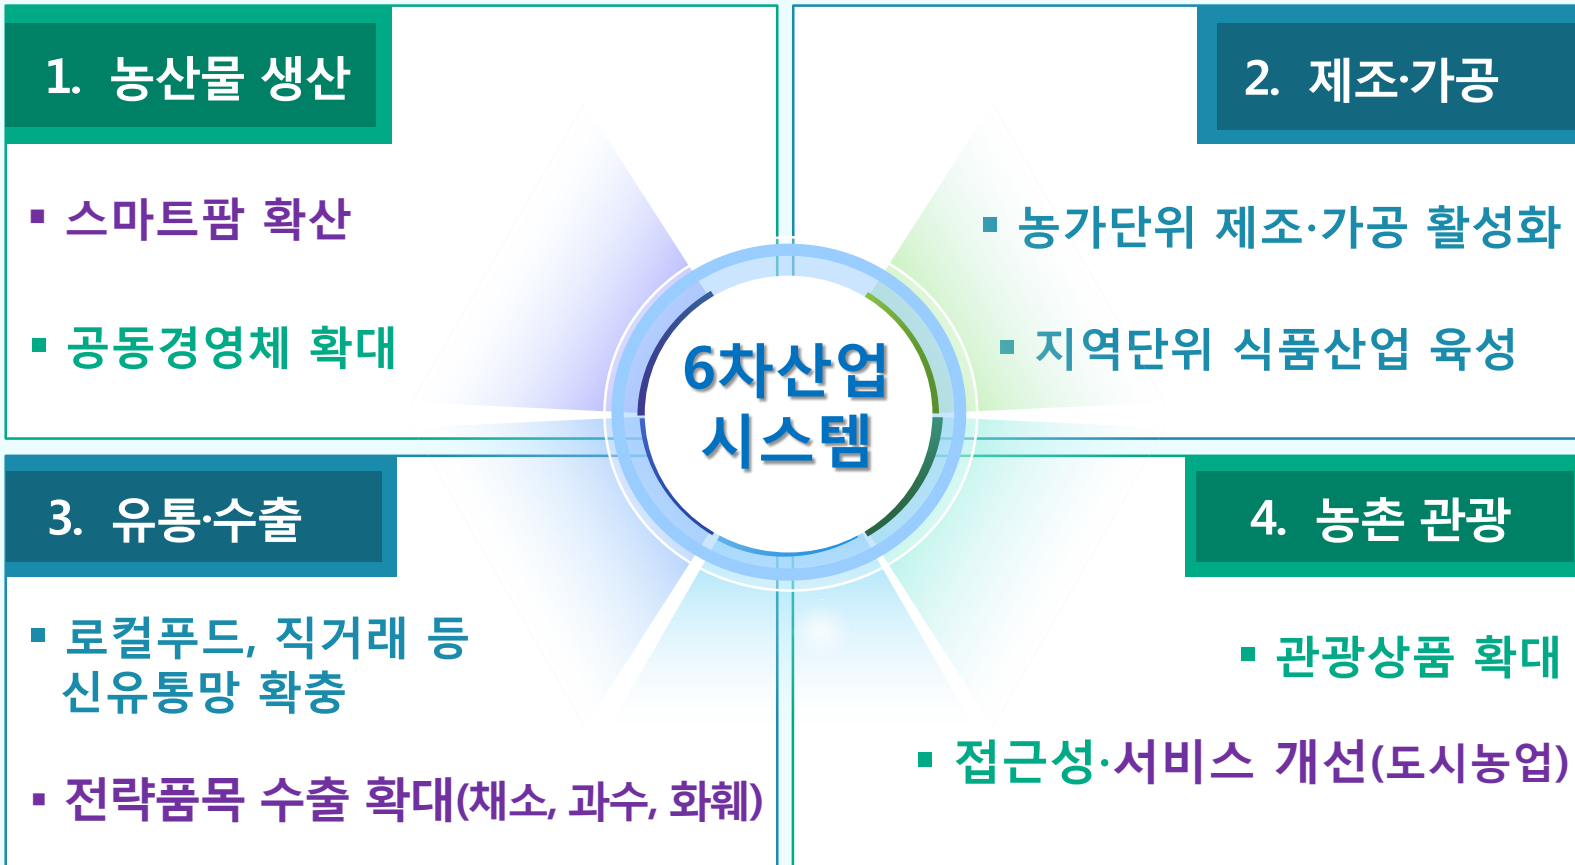 1. 농산물 생산
▪ 스마트팜 확산
▪ 공동경영체 확대
2. 제조·가공
▪ 농가단위 제조·가공 활성화
▪ 지역단위 식품산업 육성
6차산업
시스템
3. 유통·수출
▪ 로컬푸드, 직거래 등
신유통망 확충
▪ 전략품목 수출 확대(채소, 과수, 화훼)
4. 농촌 관광
▪ 관광상품 확대
▪ 접근성·서비스 개선(도시농업)